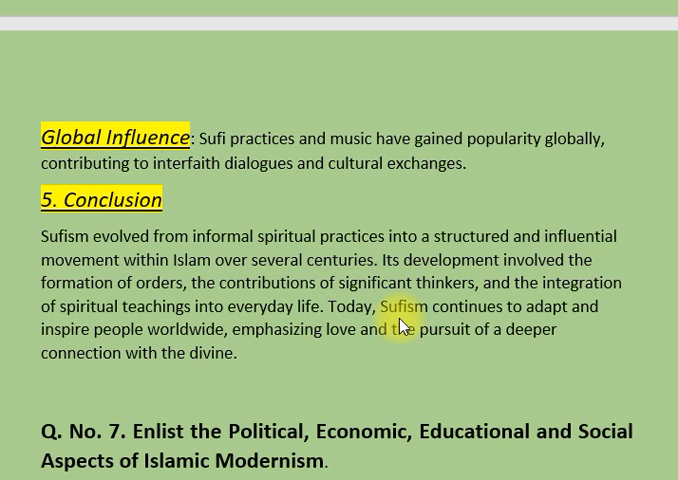 Global Influence: Sufi practices and music have gained popularity globally,
contributing to interfaith dialogues and cultural exchanges.
5. Conclusion
Sufism evolved from informal spiritual practices into a structured and influential
movement within Islam over several centuries. Its development involved the
formation of orders, the contributions of significant thinkers, and the integration
of spiritual teachings into everyday life. Today, Sufism continues to adapt and
inspire people worldwide, emphasizing love and the pursuit of a deeper
connection with the divine.
Q. No. 7. Enlist the Political, Economic, Educational and Social
Aspects of Islamic Modernism.